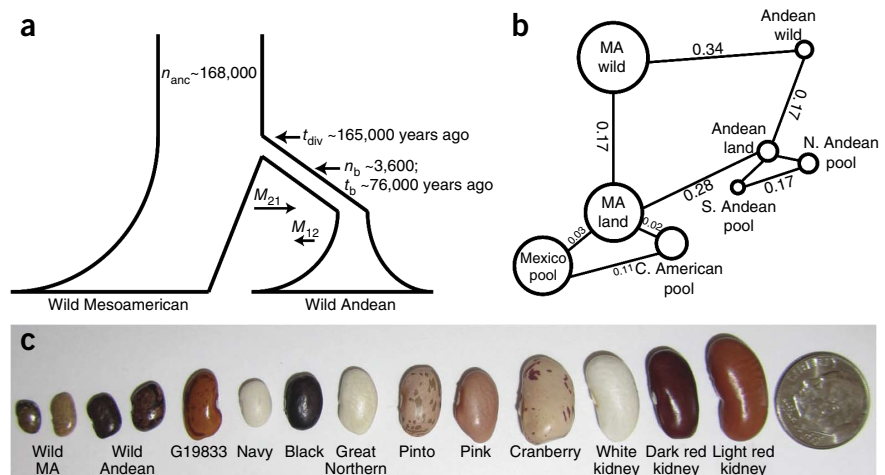 a
n_anc~168,000
t_div ~165,000 years ago
n_b ~3,600;
t_b ~76,000 years ago
M_21
M_12
Wild Mesoamerican
Wild Andean
b
MA
wild
Andean
wild
0.34
0.17
0.17
Andean
land
N. Andean
pool
0.17
S. Andean
pool
0.28
MA
land
0.03
0.02
Mexico
pool
0.11
C. American
pool
c
Wild
MA
Wild
Andean
G19833
Navy
Black
Great
Northern
Pinto
Pink
Cranberry
White
kidney
Dark red
kidney
Light red
kidney